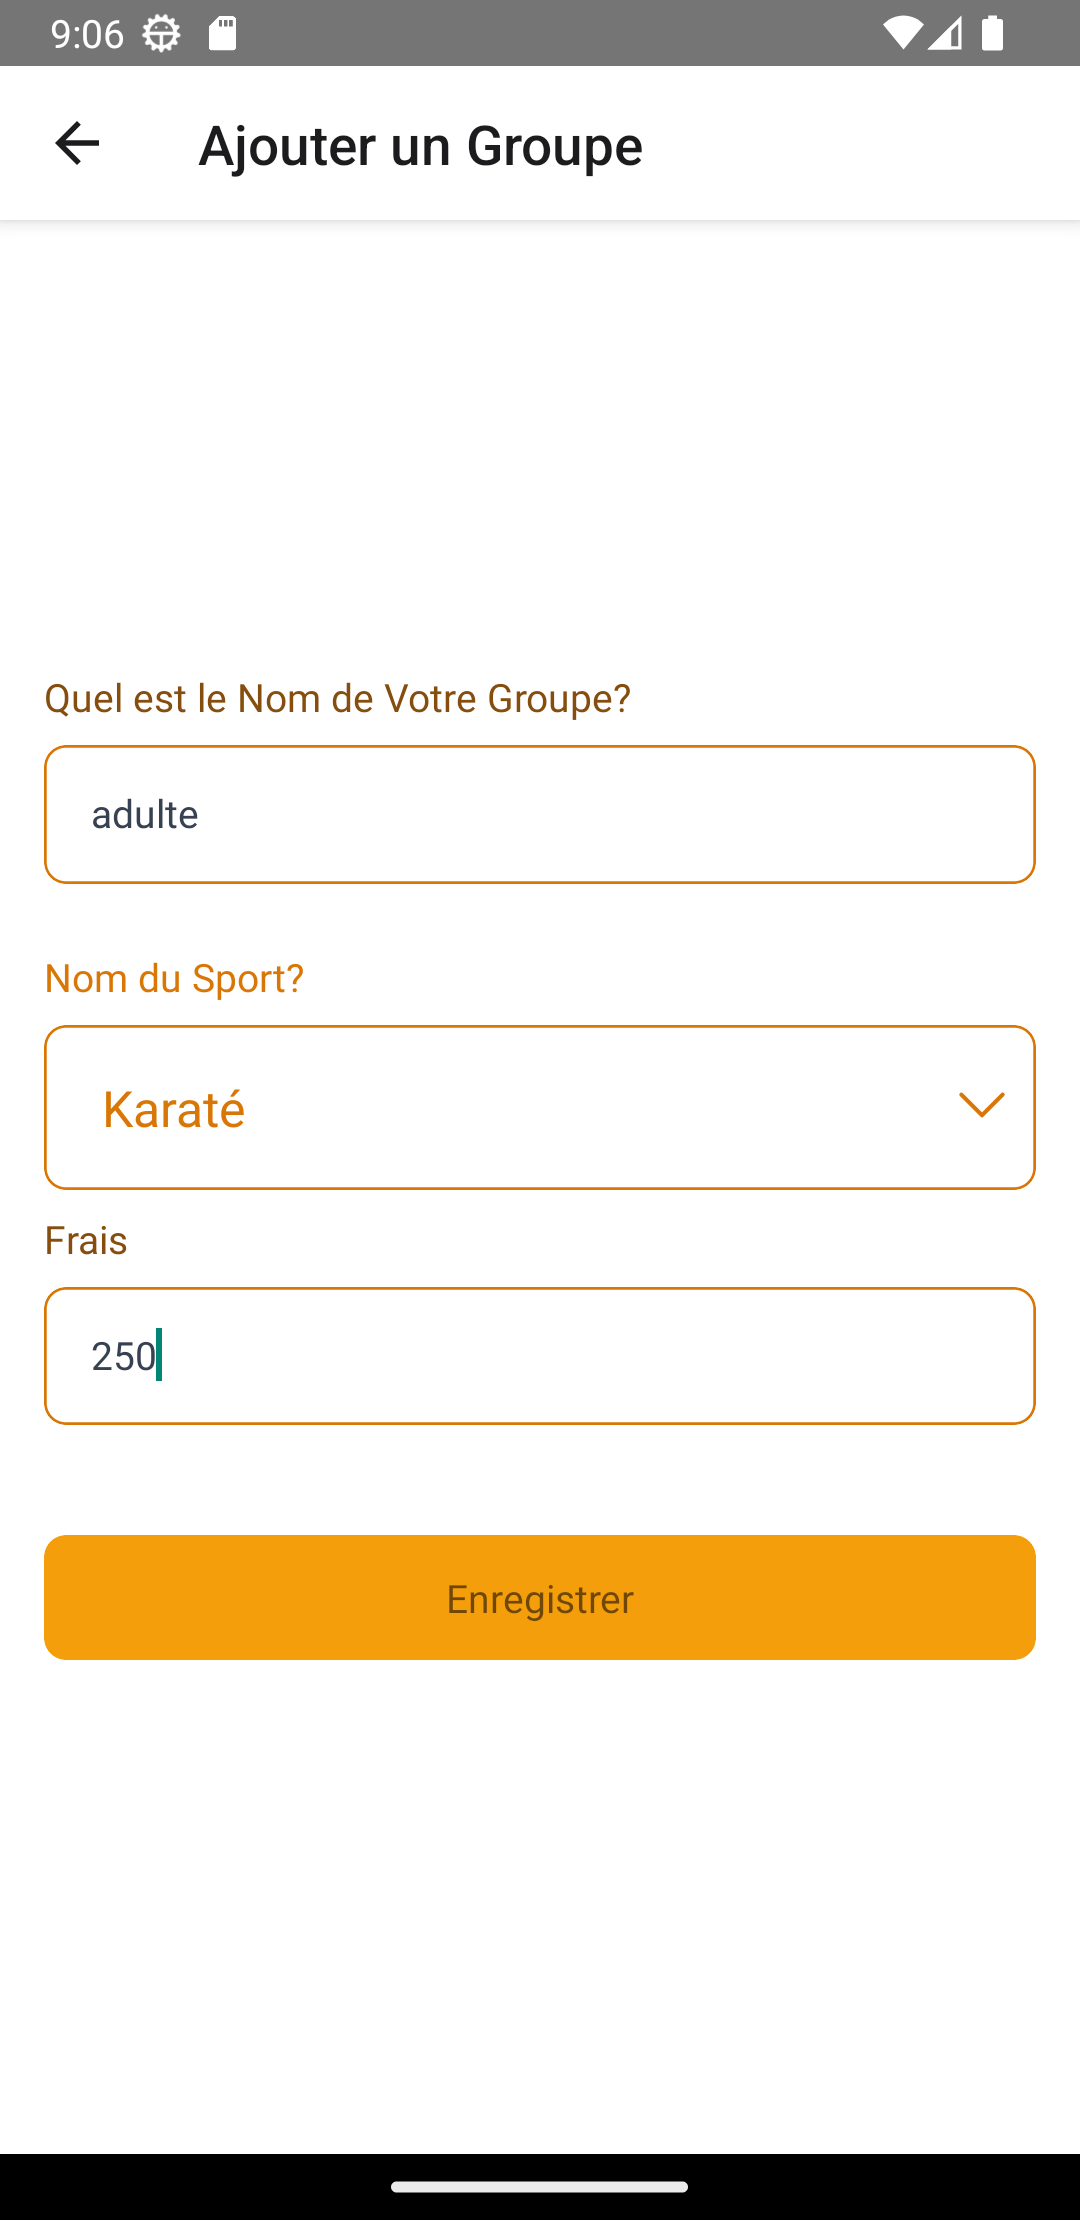 9:06
Ajouter un Groupe
Quel est le Nom de Votre Groupe?
adulte
Nom du Sport?
Karaté
Frais
250
Enregistrer